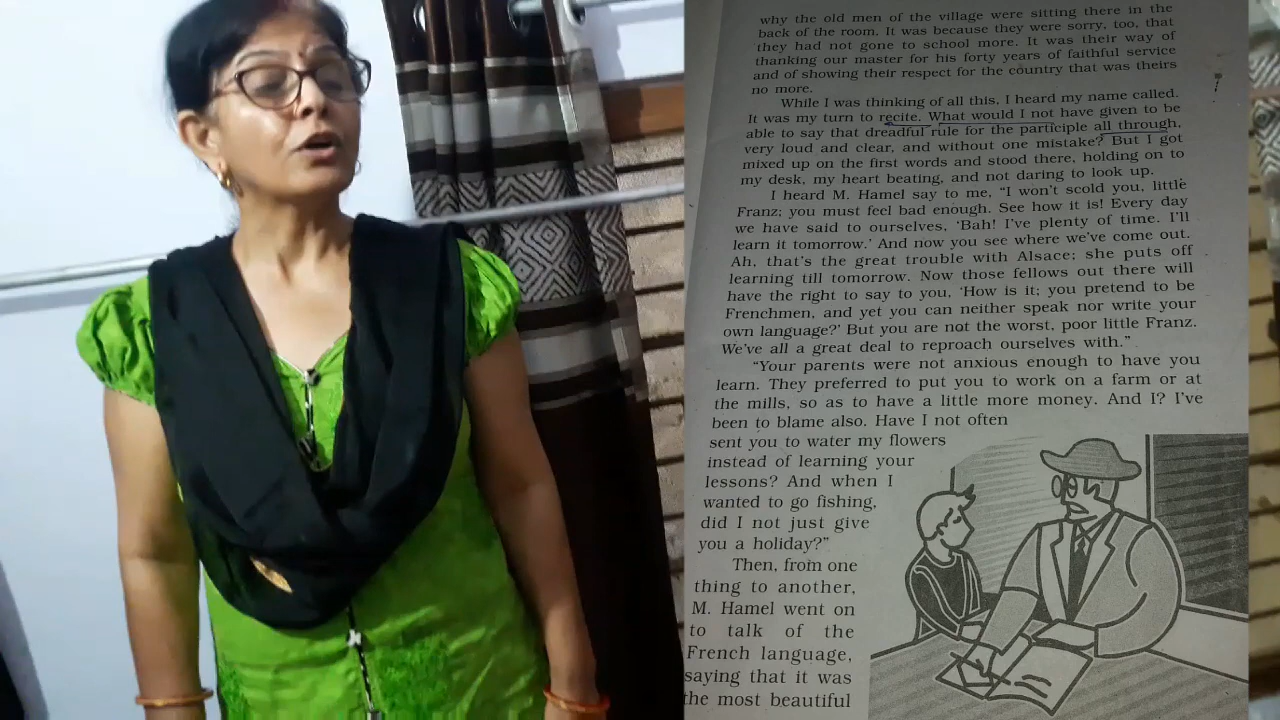 why the old men of the village were sitting there in the
back of the room. It was because they were sorry, too, that
they had not gone to school more. It was their way of
thanking our master for his forty years of faithful service
and of showing their respect for the country that was theirs
no more.
While I was thinking of all this, I heard my name called.
It was my turn to recite. What would I not have given to be
able to say that dreadful rule for the participle all through,
very loud and clear, and without one mistake? But I got
mixed up on the first words and stood there, holding on to
my desk, my heart beating, and not daring to look up.
I heard M. Hamel say to me, “I won't scold you, little
Franz; you must feel bad enough. See how it is! Every day
we have said to ourselves, ‘Bah! I've plenty of time. I'll
learn it tomorrow.’ And now you see where we've come out.
Ah, that's the great trouble with Alsace; she puts off
learning till tomorrow. Now those fellows out there will
have the right to say to you, ‘How is it; you pretend to be
Frenchmen, and yet you can neither speak nor write your
own language?’ But you are not the worst, poor little Franz.
We've all a great deal to reproach ourselves with.”
“Your parents were not anxious enough to have you
learn. They preferred to put you to work on a farm or at
the mills, so as to have a little more money. And I? I've
been to blame also. Have I not often
sent you to water my flowers
instead of learning your
lessons? And when I
wanted to go fishing,
did I not just give
you a holiday?”
Then, from one
thing to another,
M. Hamel went on
to talk of the
French language,
saying that it was
the most beautiful